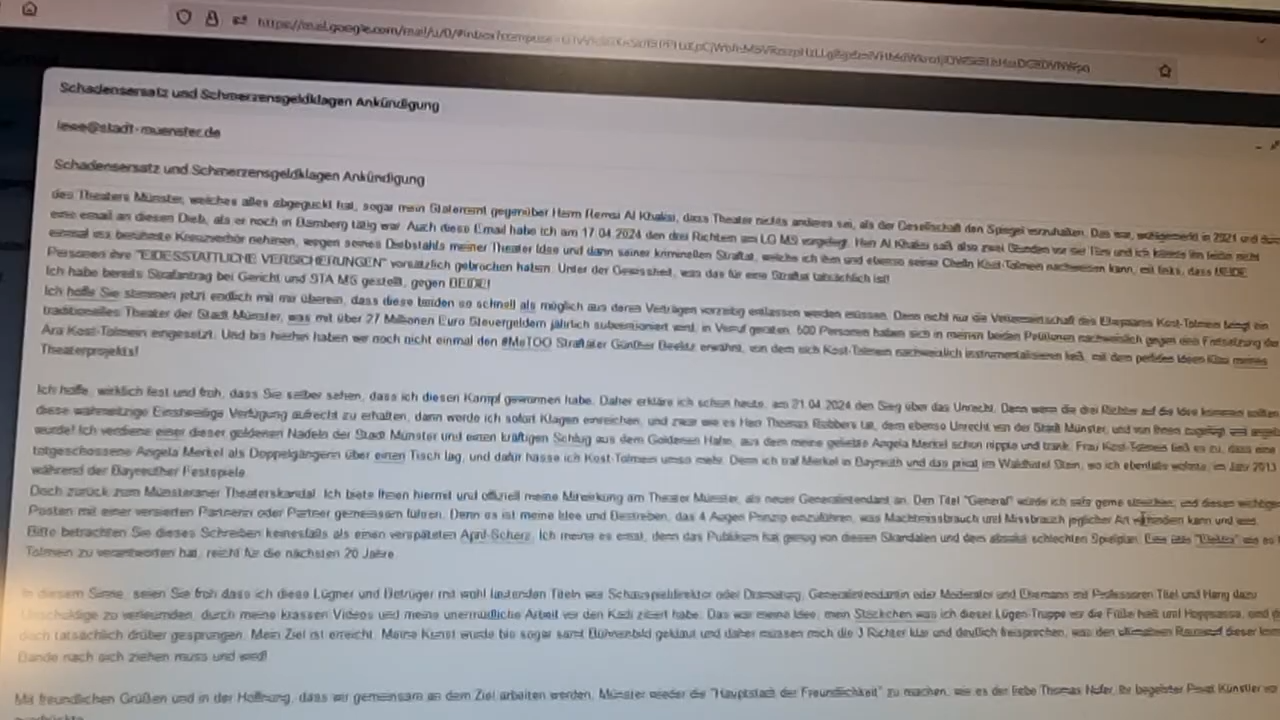 https://mail.google.com/mail/u/0/#inbox?compose=
Schadensersatz und Schmerzensgeldklagen Ankündigung
lewe@stadt-muenster.de
Schadensersatz und Schmerzensgeldklagen Ankündigung
des Theaters Münster, welches alles abgeguckt hat, sogar mein Statement gegenüber Herrn Remsi Al Khalisi, dass Theater nichts anderes sei, als der Gesellschaft den Spiegel vorzuhalten. Das war, wohlgemerkt in 2021 und
eine email an diesen Dieb, als er noch in Bamberg tätig war. Auch diese Email habe ich am 17.04.2024 den drei Richtern am LG MS vorgelegt. Herr Al Khalisi saß also zwei Stunden vor der Tür und ich konnte ihn leider nicht
einmal ins berühmte Kreuzverhör nehmen, wegen seines Diebstahls meiner Theater Idee und dann seiner kriminellen Straftat, welche ich ihm und ebenso seiner Chefin Kost-Tolmein nachweisen kann, mit links, dass BEIDE
Personen ihre "EIDESSTATTLICHE VERSICHERUNGEN" vorsätzlich gebrochen haben. Unter der Gewissheit, was das für eine Straftat tatsächlich ist!
Ich habe bereits Strafantrag bei Gericht und STA MS gestellt, gegen BEIDE!
Ich hoffe Sie stimmen jetzt endlich mit mir überein, dass diese beiden so schnell als möglich aus deren Verträgen vorzeitig entlassen werden müssen. Denn nicht nur die Vetternwirtschaft des Ehepaares Kost-Tolmein bringt ein
traditionelles Theater der Stadt Münster, was mit über 27 Millionen Euro Steuergeldern jährlich subventioniert wird, in Verruf geraten. 600 Personen haben sich in meinen beiden Petitionen nachweislich gegen den Fortsetzung der
Ära Kost-Tolmein eingesetzt. Und bis hierhin haben wir noch nicht einmal den #MeTOO Straftäter Günther Beelitz erwähnt, von dem sich Kost-Tolmein nachweislich instrumentalisieren ließ, mit dem perfiden Ideen Klau meines
Theaterprojekts!
Ich hoffe, wirklich fest und froh, dass Sie selber sehen, dass ich diesen Kampf gewonnen habe. Daher erkläre ich schon heute, am 21.04.2024 den Sieg über das Unrecht. Denn wenn die drei Richter auf die Idee kommen sollten
diese wahnwitzige Einstweilige Verfügung aufrecht zu erhalten, dann werde ich sofort Klagen einreichen, und zwar wie es Herr Thomas Robbers tat, dem ebenso Unrecht von der Stadt Münster, und von Ihnen zugefügt
wurde! Ich verdiene einer dieser goldenen Nadeln der Stadt Münster und einen kräftigen Schlug aus dem Goldenen Hahn, aus dem meine geliebte Angela Merkel schon nippte und trank. Frau Kost-Tolmein ließ es zu, dass eine
totgeschossene Angela Merkel als Doppelgängerin über einen Tisch lag, und dafür hasse ich Kost-Tolmein umso mehr. Denn ich traf Merkel in Bayreuth und das privat im Waldhotel Stein, wo ich ebenfalls wohnte, im Jahr 2013
während der Bayreuther Festspiele.
Doch zurück zum Münsteraner Theaterskandal. Ich biete Ihnen hiermit und offiziell meine Mitwirkung am Theater Münster, als neuer Generalintendant an. Den Titel "General" würde ich sehr gerne streichen, und diesen wichtigen
Posten mit einer versierten Partnerin oder Partner gemeinsam führen. Denn es ist meine Idee und Bestreben, das 4 Augen Prinzip einzuführen, was Machtmissbrauch und Missbrauch jeglicher Art verhindern kann und wird.
Bitte betrachten Sie dieses Schreiben keinesfalls als einen verspäteten April-Scherz. Ich meine es ernst, denn das Publikum hat genug von diesen Skandalen und dem absolut schlechten Spielplan. Eine üble "Elektra" wie es
Tolmein zu verantworten hat, reicht für die nächsten 20 Jahre.
In diesem Sinne, seien Sie froh dass ich diese Lügner und Betrüger mit wohl lautenden Titeln wie Schauspieldirektor oder Dramaturg, Generalintendantin oder Moderator und Ehemann mit Professoren Titel und Hang dazu
Unschuldige zu verleumden, durch meine krassen Videos und meine unermüdliche Arbeit vor den Kadi zitiert habe. Das war meine Idee, mein Stöckchen was ich dieser Lügen-Truppe vor die Füße hielt und Hoppsassa, sind
doch tatsächlich drüber gesprungen. Mein Ziel ist erreicht. Meine Kunst wurde bis sogar samt Bühnenbild geklaut und daher müssen mich die 3 Richter klar und deutlich freisprechen, was den ultimativen Rauswurf dieser
Bande nach sich ziehen muss und wird!
Mit freundlichen Grüßen und in der Hoffnung, dass wir gemeinsam an dem Ziel arbeiten werden, Münster wieder die "Hauptstadt der Freundlichkeit" zu machen, wie es der liebe Thomas Nufer, Ihr begabter Privat Künstler